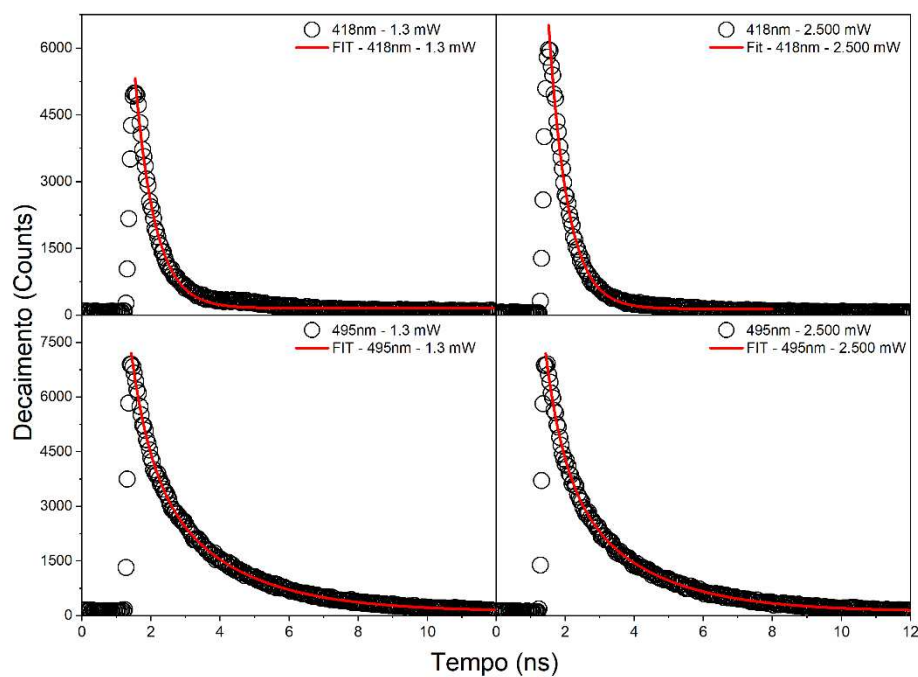 418nm - 1.3 mW
FIT - 418nm - 1.3 mW
418nm - 2.500 mW
Fit - 418nm - 2.500 mW
6000
4500
3000
1500
0
495nm - 1.3 mW
FIT - 495nm - 1.3 mW
495nm - 2.500 mW
FIT - 495nm - 2.500 mW
7500
6000
4500
3000
1500
0
0 2 4 6 8 10 0 2 4 6 8 10 12
Decaimento (Counts)
Tempo (ns)